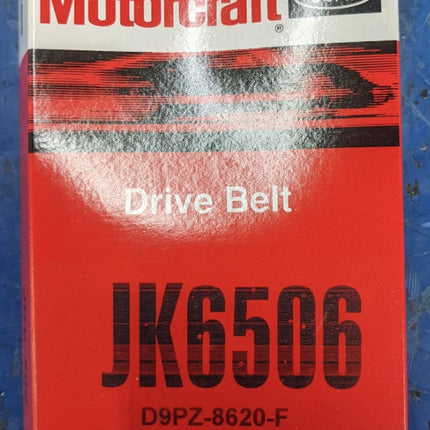 Motorcraft®
Drive Belt
JK6506
D9PZ-8620-F